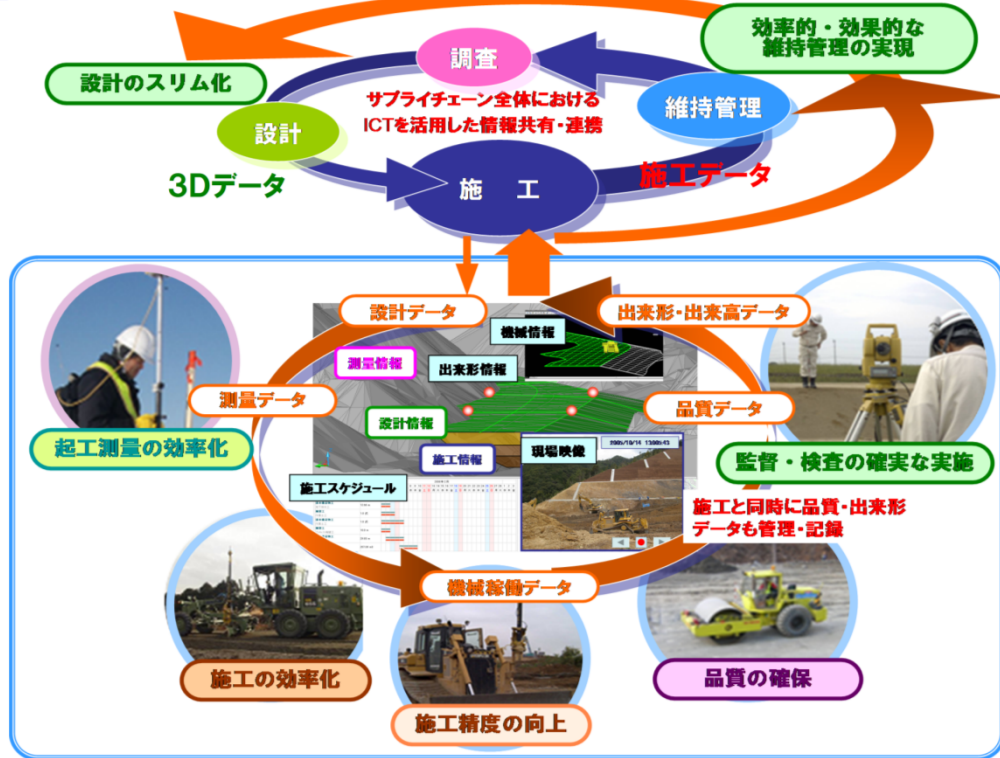 効率的・効果的な
維持管理の実現
調査
設計のスリム化
サプライチェーン全体における
ICTを活用した情報共有・連携
維持管理
設計
3Dデータ
施 工
施工データ
設計データ
出来形・出来高データ
機械情報
測量情報
出来形情報
測量データ
品質データ
設計情報
起工測量の効率化
施工情報
現場映像
監督・検査の確実な実施
施工スケジュール
施工と同時に品質・出来形
データも管理・記録
機械稼働データ
施工の効率化
品質の確保
施工精度の向上